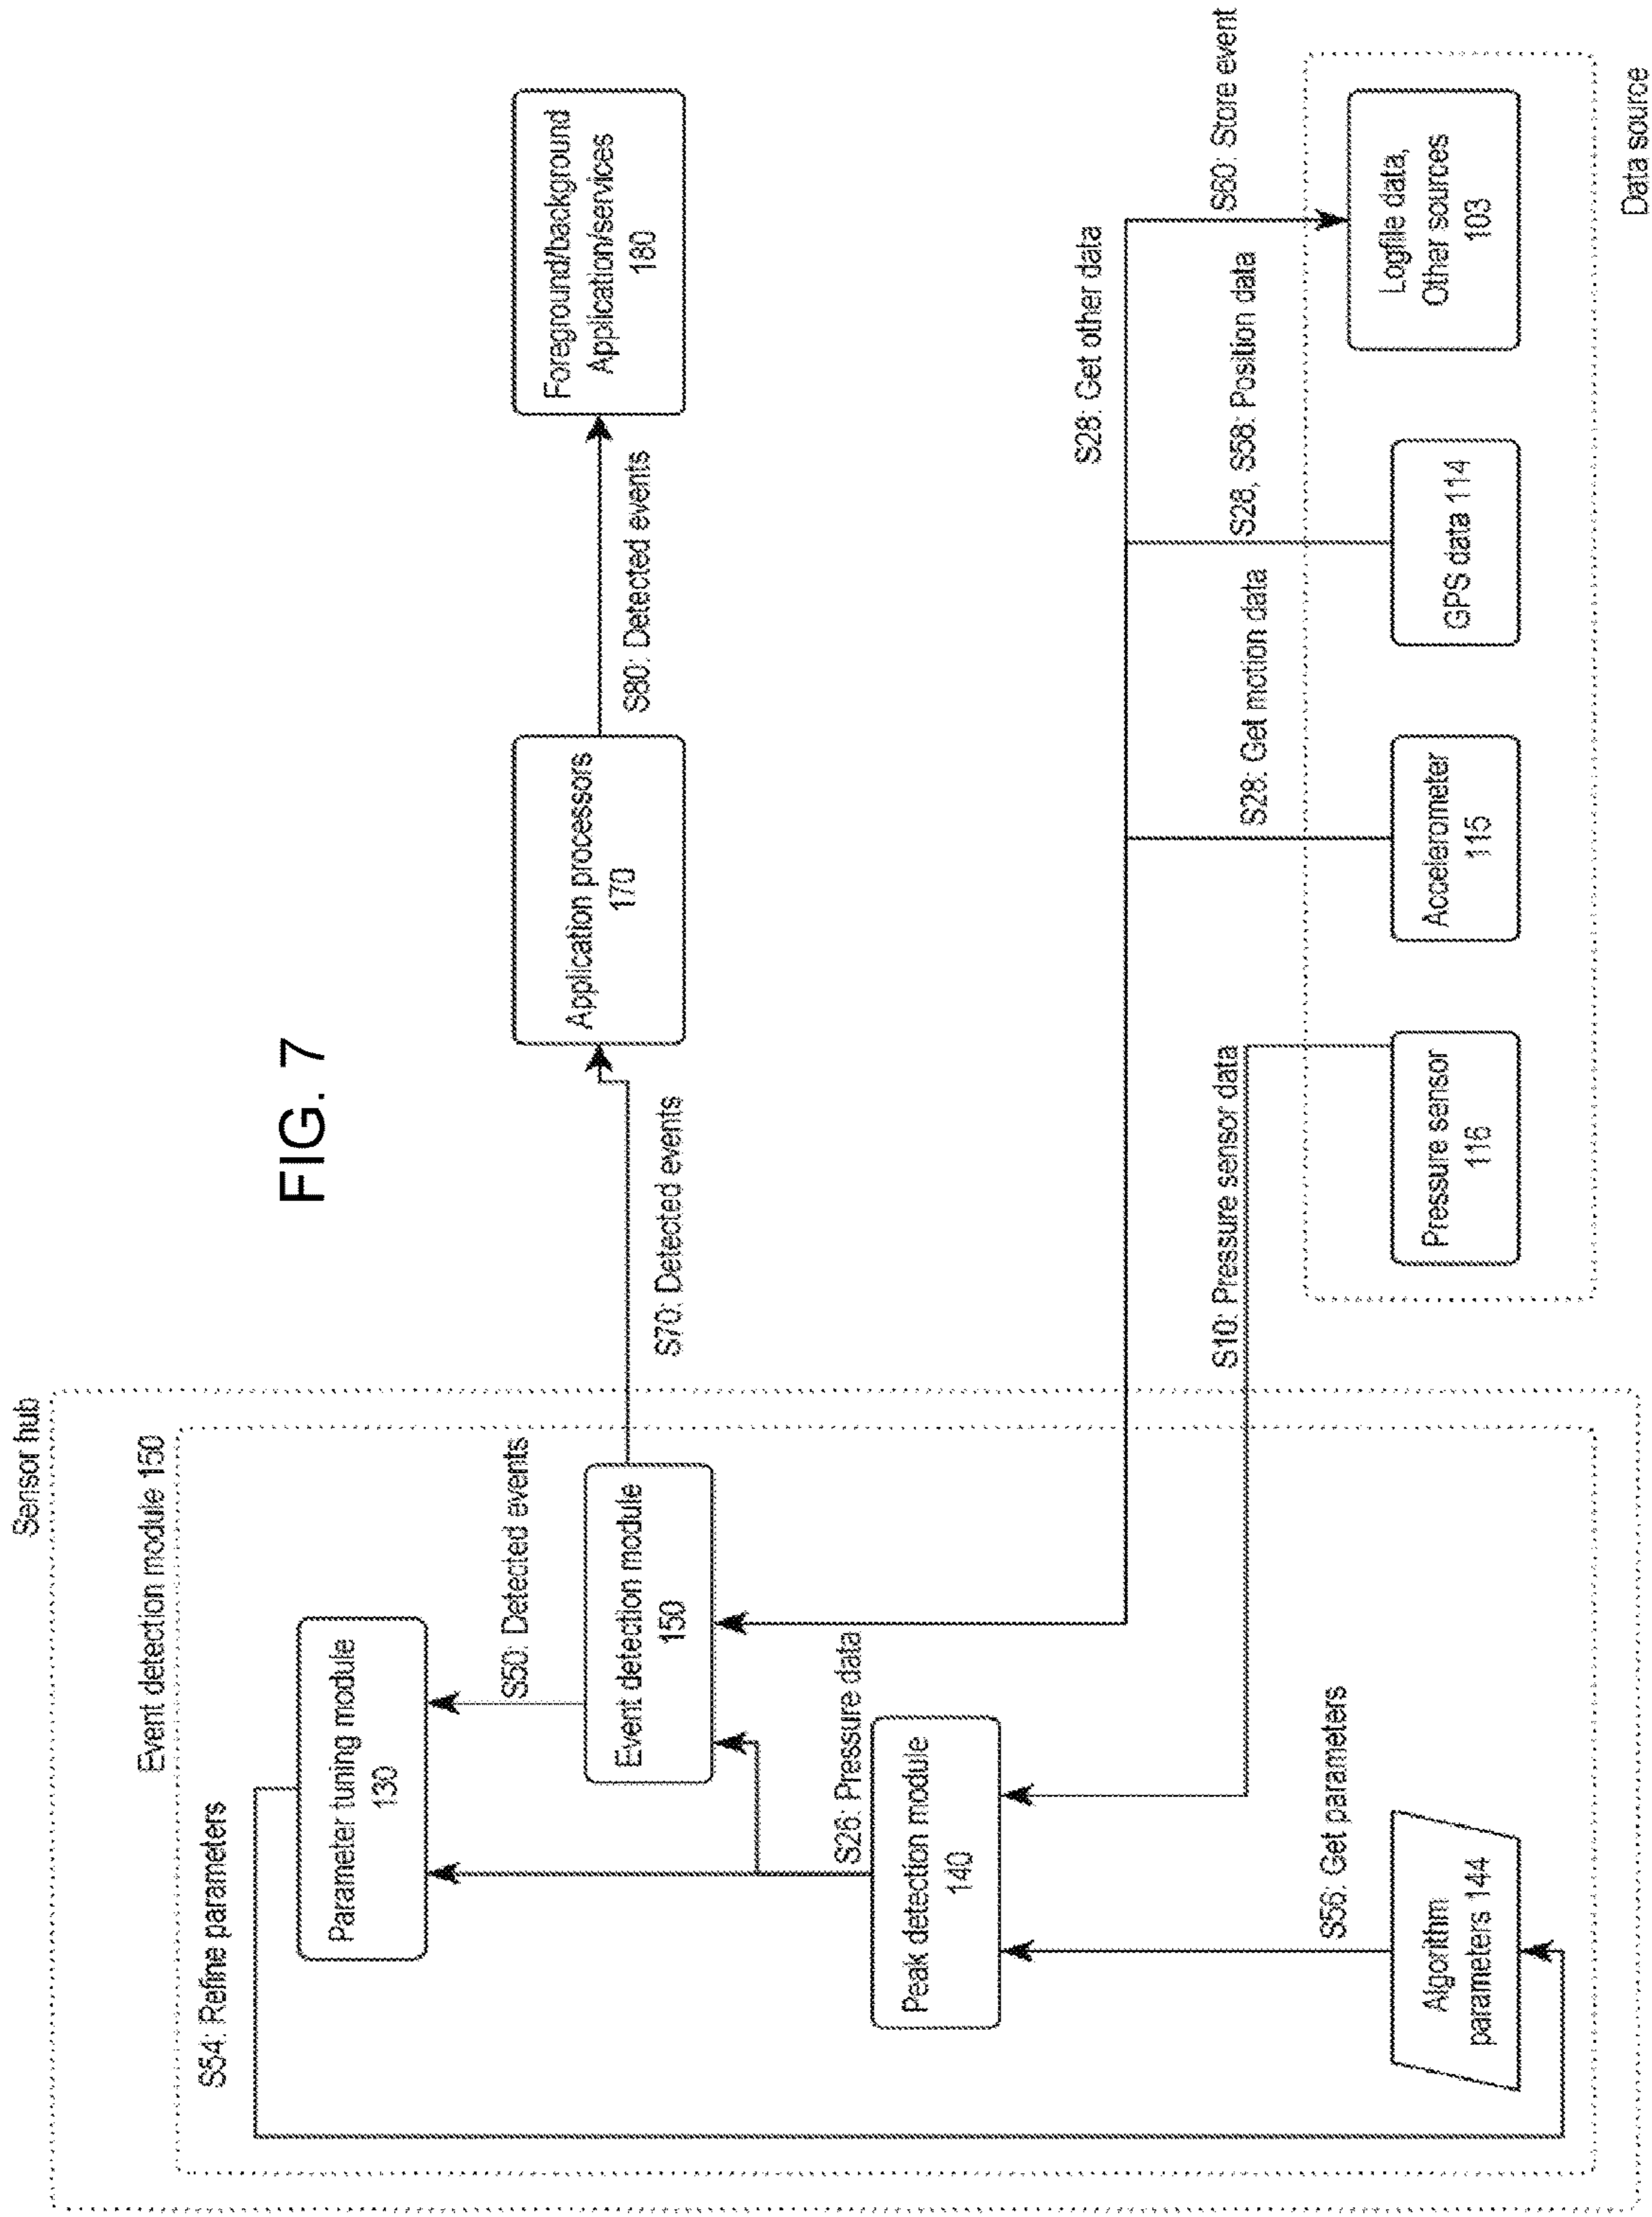 FIG. 7
Sensor hub
Event detection module 150
S54: Refine parameters
Parameter tuning module
130
S50: Detected events
Event detection module
150
S26: Pressure data
Peak detection module
140
S56: Get parameters
Algorithm
parameters 144
S70: Detected events
Application processors
170
S80: Detected events
Foreground/background
Application/services
180
S28: Get other data
S28, S58: Position data
S60: Store event
S28: Get motion data
S10: Pressure sensor data
Pressure sensor
116
Accelerometer
115
GPS data 114
Logfile data,
Other sources
103
Data source